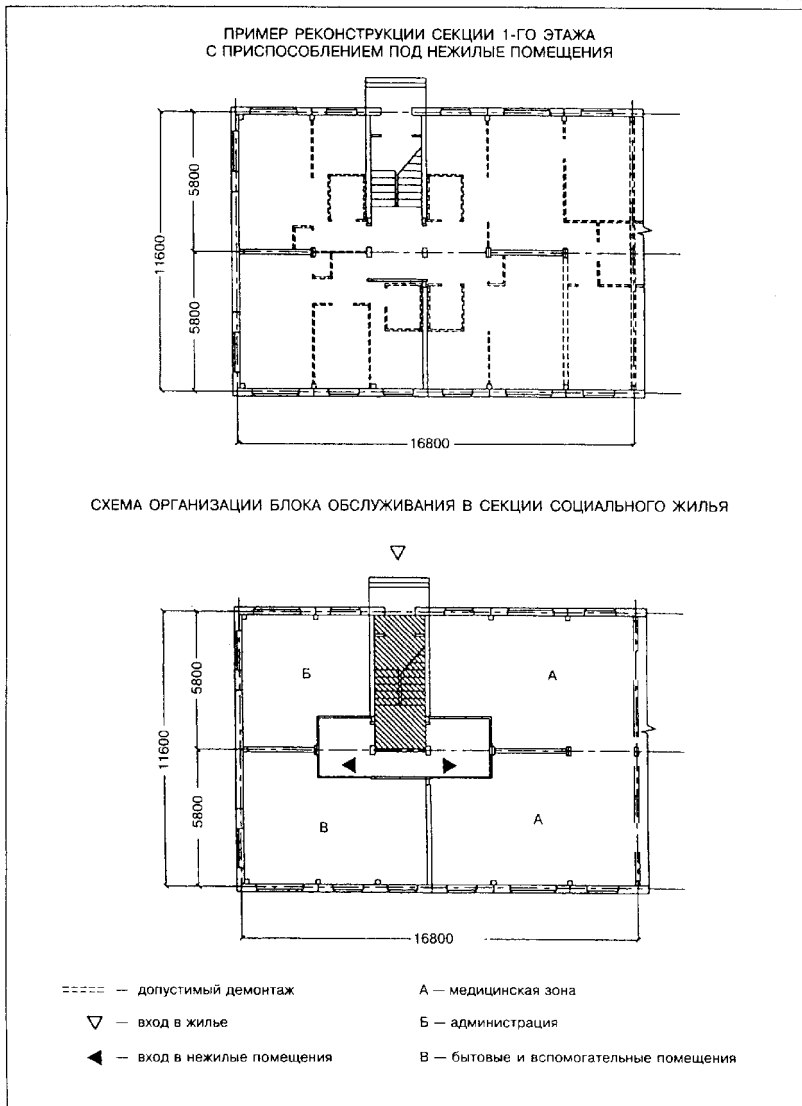 ПРИМЕР РЕКОНСТРУКЦИИ СЕКЦИИ 1-ГО ЭТАЖА
С ПРИСПОСОБЛЕНИЕМ ПОД НЕЖИЛЫЕ ПОМЕЩЕНИЯ
5800
11600
5800
16800
СХЕМА ОРГАНИЗАЦИИ БЛОКА ОБСЛУЖИВАНИЯ В СЕКЦИИ СОЦИАЛЬНОГО ЖИЛЬЯ
5800
Б
А
11600
5800
В
А
16800
— допустимый демонтаж
— вход в жилье
— вход в нежилые помещения
А — медицинская зона
Б — администрация
В — бытовые и вспомогательные помещения